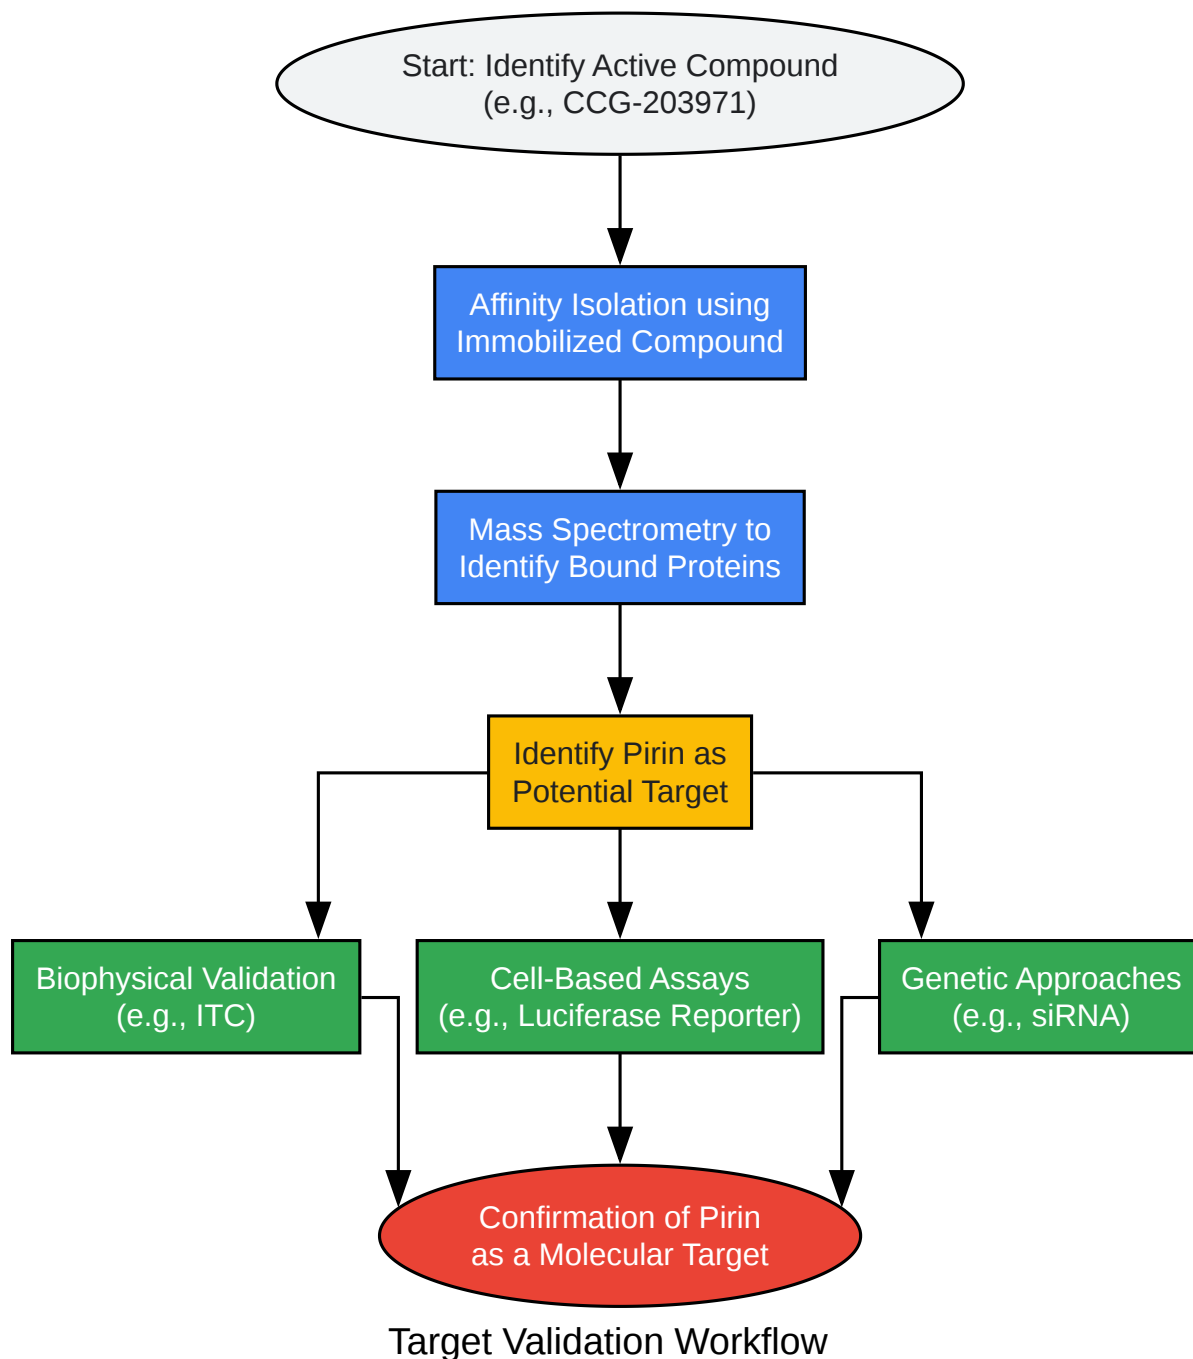 Start: Identify Active Compound
(e.g., CCG-203971)
Affinity Isolation using
Immobilized Compound
Mass Spectrometry to
Identify Bound Proteins
Identify Pirin as
Potential Target
Biophysical Validation
(e.g., ITC)
Cell-Based Assays
(e.g., Luciferase Reporter)
Genetic Approaches
(e.g., siRNA)
Confirmation of Pirin
as a Molecular Target
Target Validation Workflow